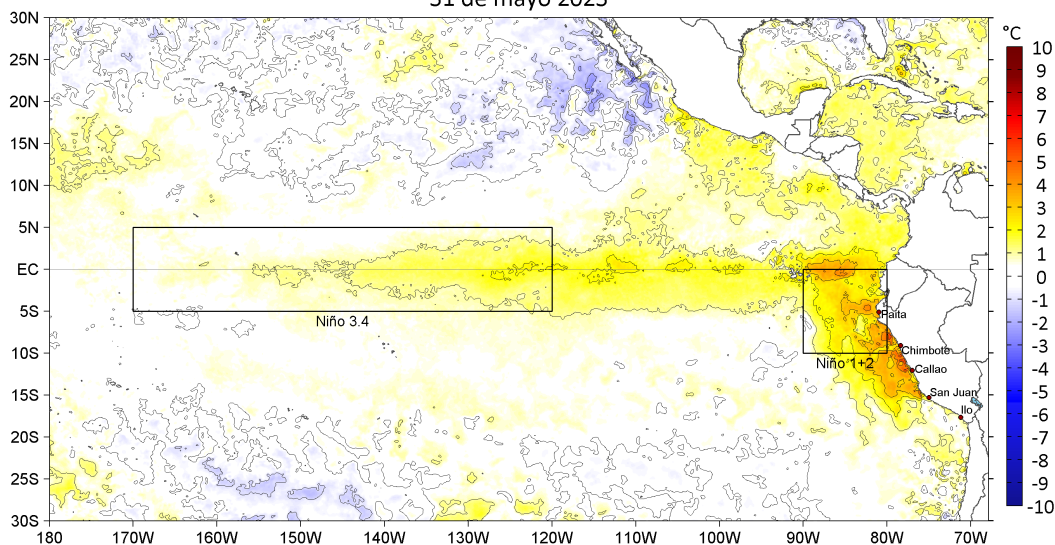 31 de mayo 2023
°C
30N
25N
20N
15N
10N
5N
EC
5S
10S
15S
20S
25S
30S
180
170W
160W
150W
140W
130W
120W
110W
100W
90W
80W
70W
Niño 3.4
Niño 1+2
Paita
Chimbote
Callao
San Juan
Ilo
10
9
8
7
6
5
4
3
2
1
0
-1
-2
-3
-4
-5
-6
-7
-8
-9
-10